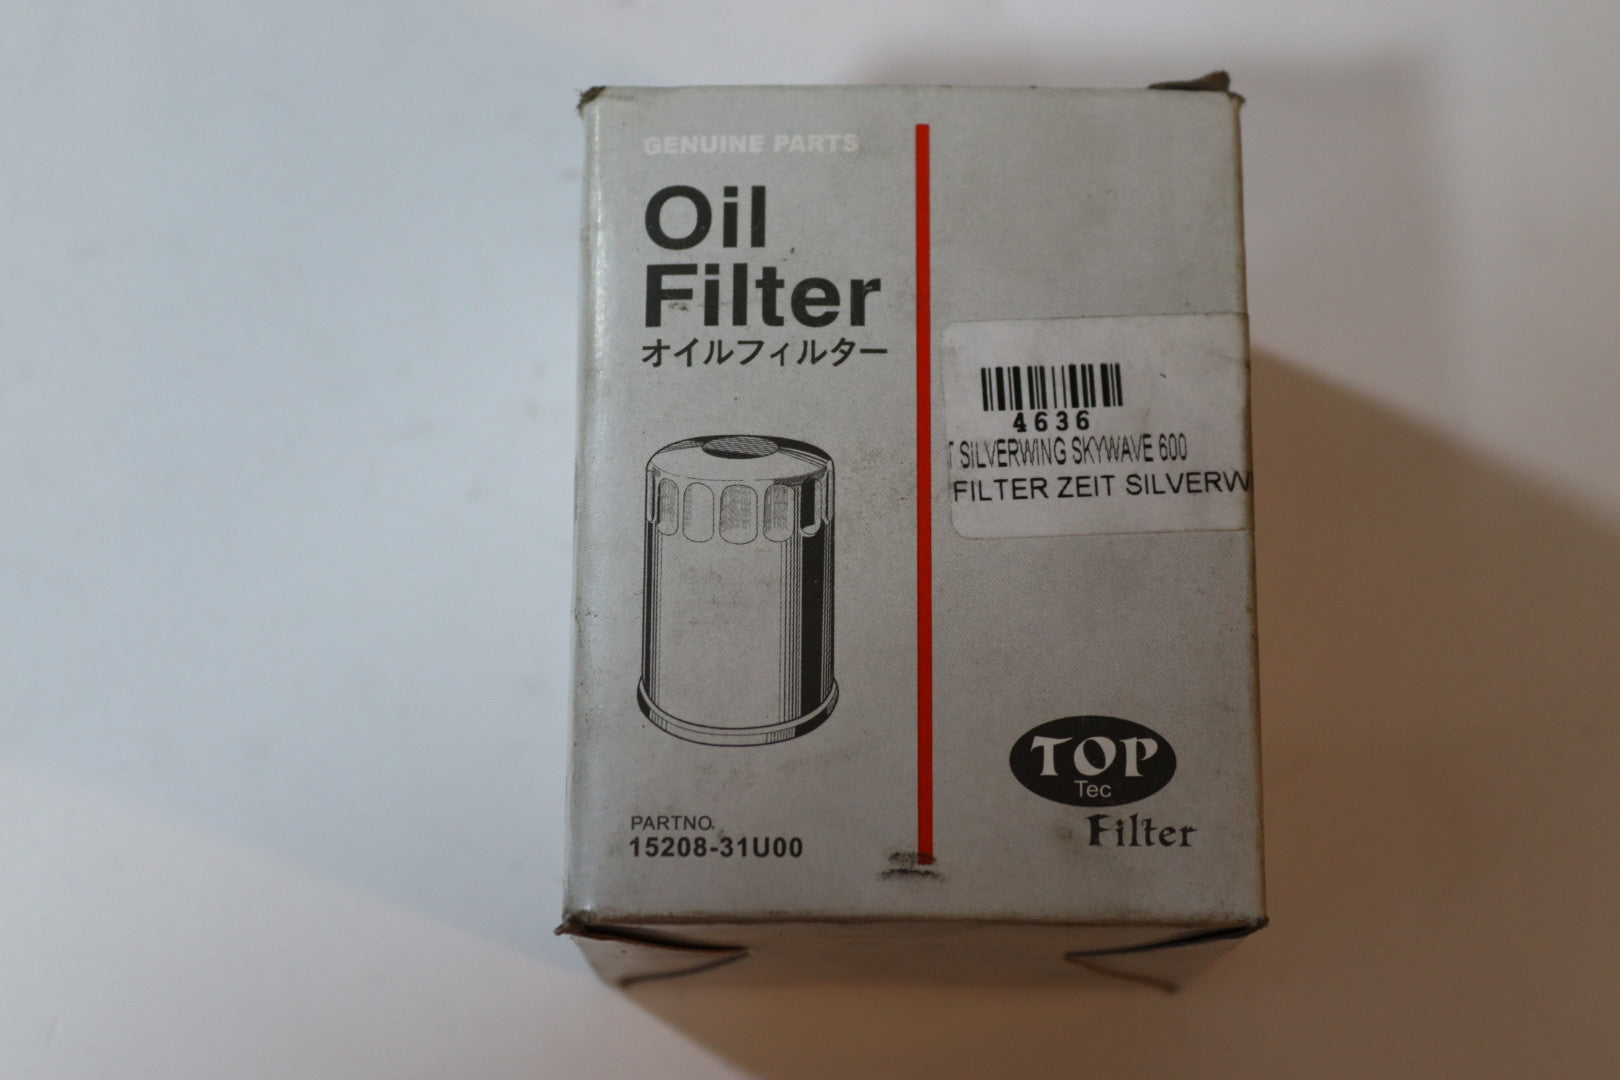 GENUINE PARTS
Oil
Filter
オイルフィルター
4636
SILVERWING SKYWAVE 600
FILTER ZEIT SILVERW
TOP
Tec
Filter
PARTNO.
15208-31U00